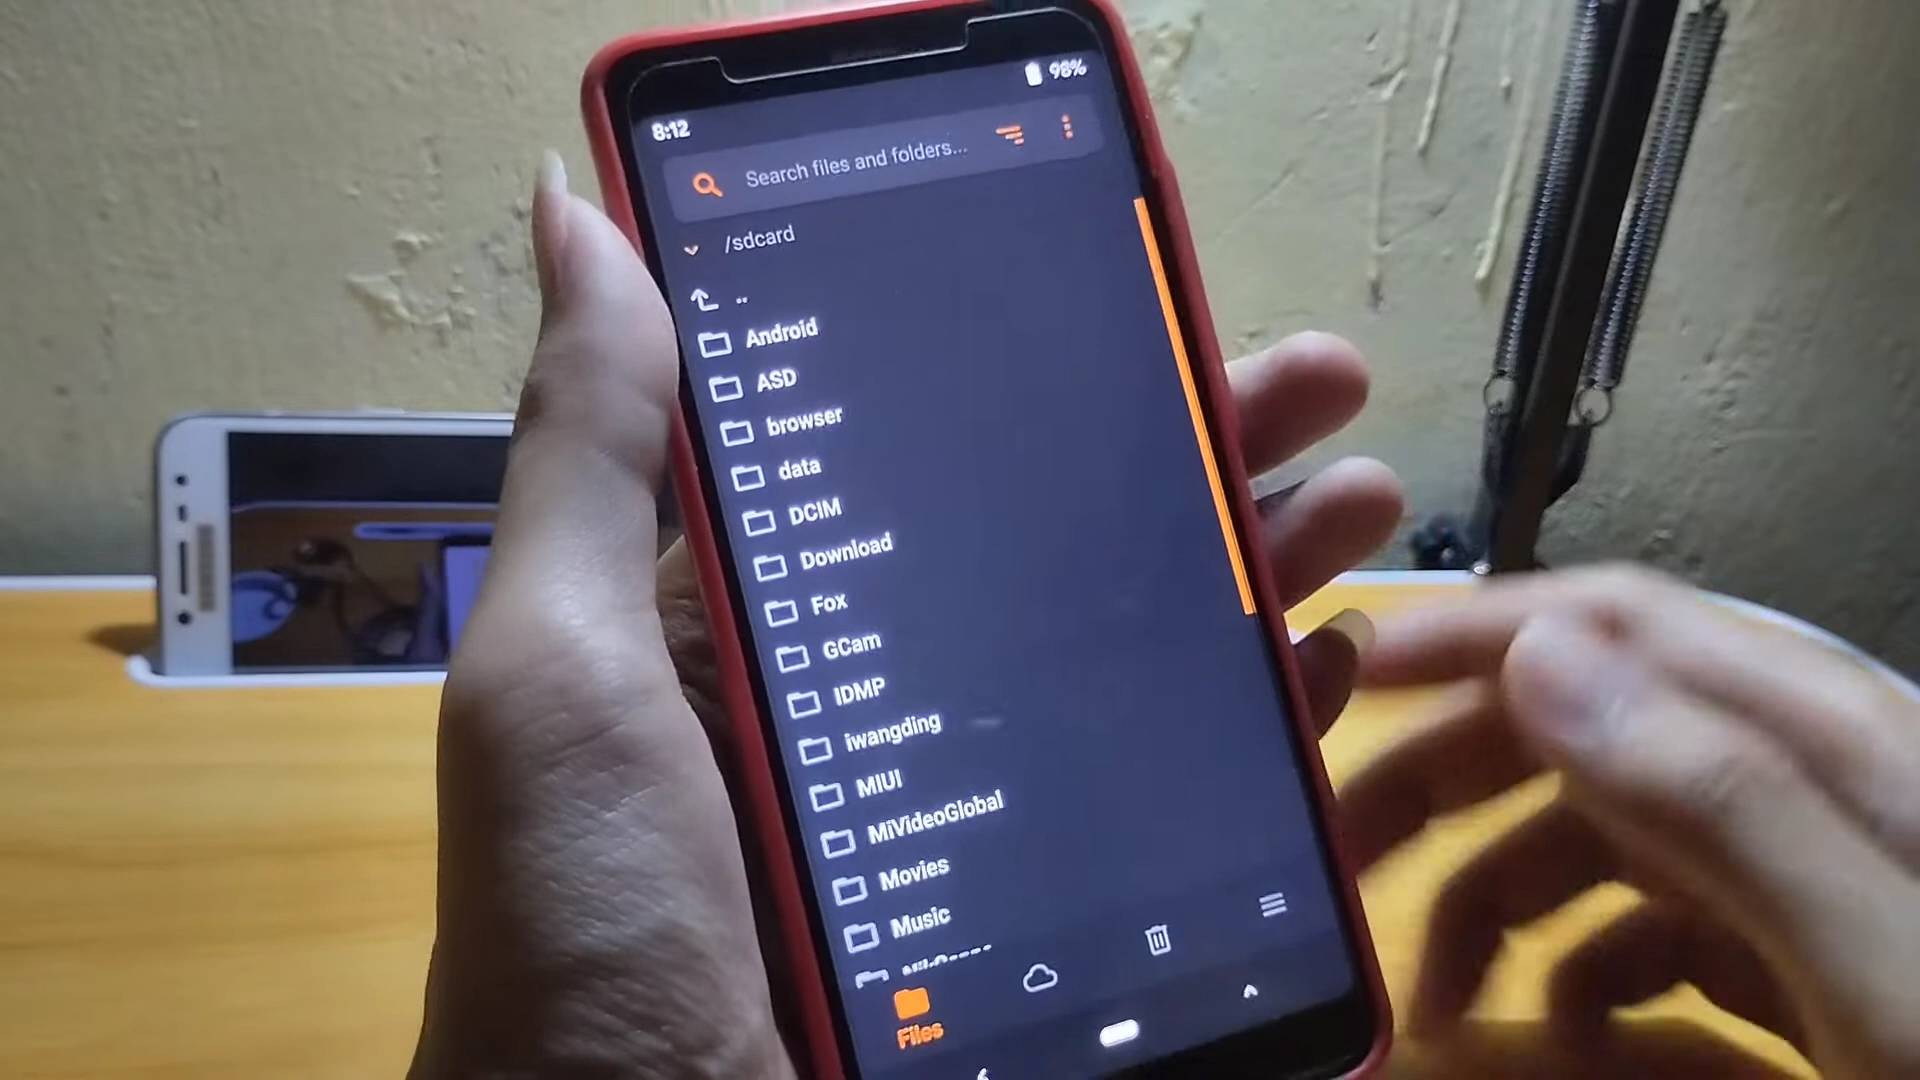 98%
8:12
Search files and folders...
/sdcard
..
Android
ASD
browser
data
DCIM
Download
Fox
GCam
IDMP
iwangding
MIUI
MiVideoGlobal
Movies
Music
Files